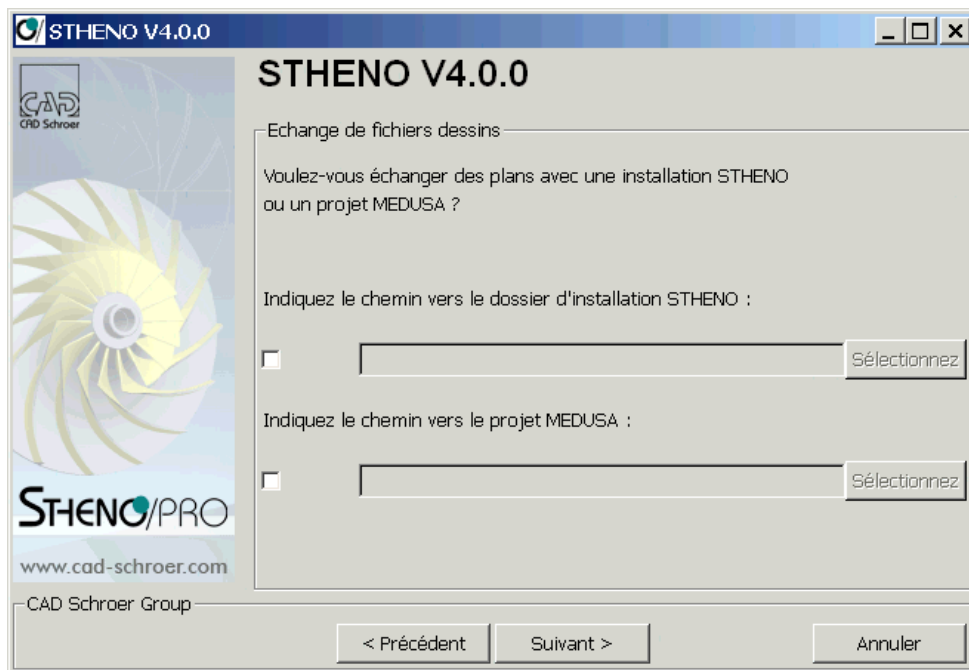 STHENO V4.0.0
CAD
CAD Schroer
STHENO V4.0.0
Echange de fichiers dessins
Voulez-vous échanger des plans avec une installation STHENO
ou un projet MEDUSA ?
Indiquez le chemin vers le dossier d'installation STHENO :
Sélectionnez
Indiquez le chemin vers le projet MEDUSA :
Sélectionnez
STHENO/PRO
www.cad-schroer.com
CAD Schroer Group
< Précédent
Suivant >
Annuler